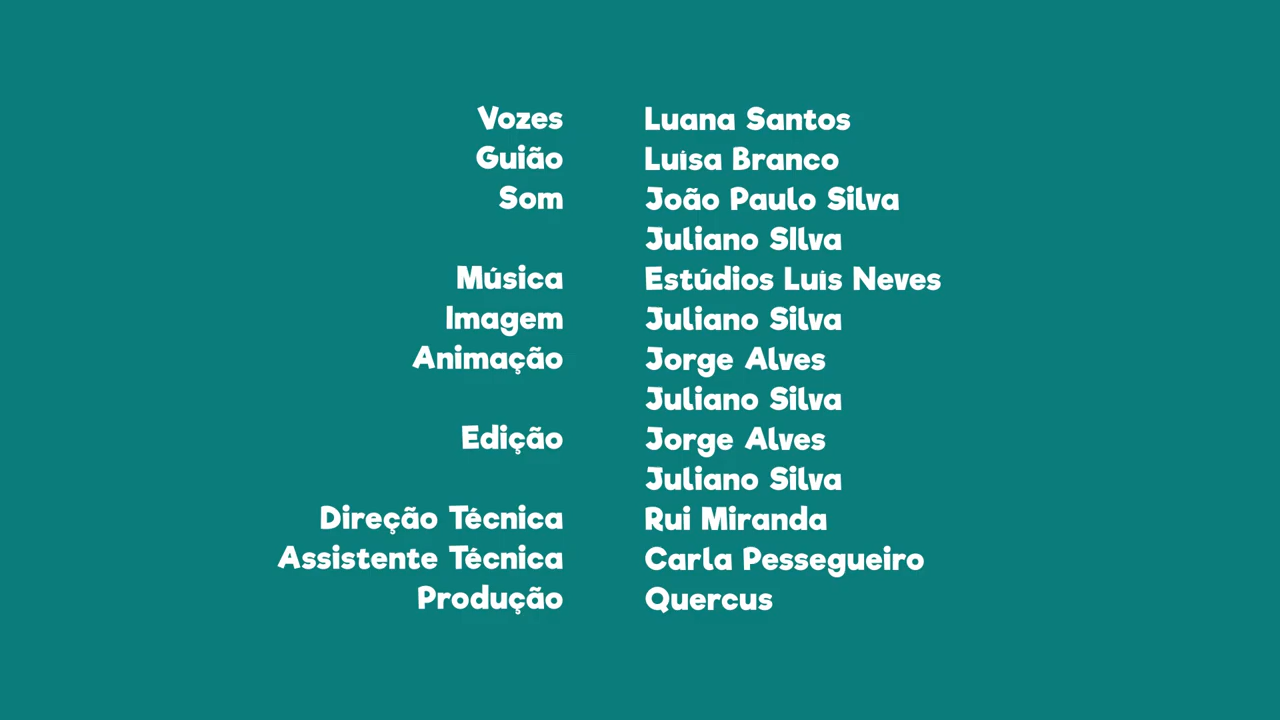 Vozes Luana Santos
Guião Luísa Branco
Som João Paulo Silva
Juliano SIlva
Música Estúdios Luís Neves
Imagem Juliano Silva
Animação Jorge Alves
Juliano Silva
Edição Jorge Alves
Juliano Silva
Direção Técnica Rui Miranda
Assistente Técnica Carla Pessegueiro
Produção Quercus